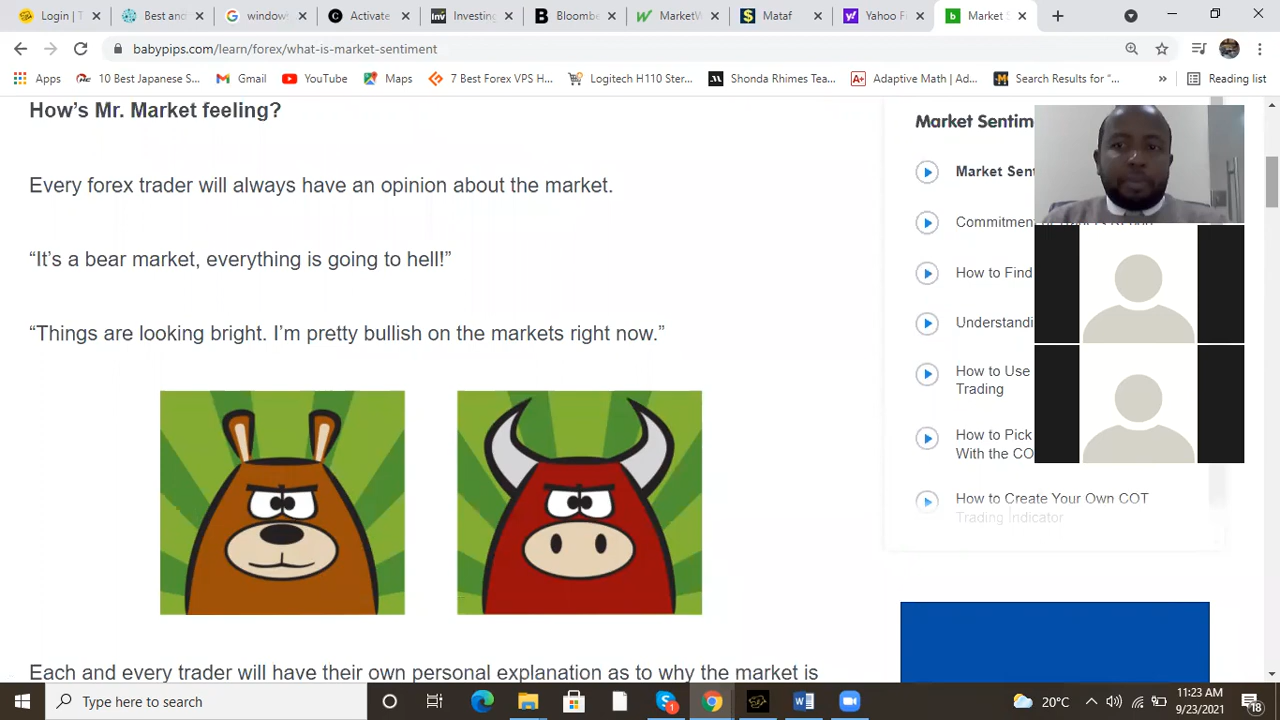 Login | T
Best and
window
Activate
Investing
Bloombe
Market W
Mataf
Yahoo F
Market S
babypips.com/learn/forex/what-is-market-sentiment
Apps
10 Best Japanese S...
Gmail
YouTube
Maps
7 Best Forex VPS H...
Logitech H110 Ster...
Shonda Rhimes Tea...
Adaptive Math | Ad...
Search Results for “...
»
Reading list
How’s Mr. Market feeling?
Every forex trader will always have an opinion about the market.
“It’s a bear market, everything is going to hell!”
“Things are looking bright. I’m pretty bullish on the markets right now.”
Each and every trader will have their own personal explanation as to why the market is
Market Sentim
Market Sent
Commitment
How to Find
Understandi
How to Use
Trading
How to Pick
With the CO
How to Create Your Own COT
Trading Indicator
Type here to search
20°C
11:23 AM
9/23/2021
18